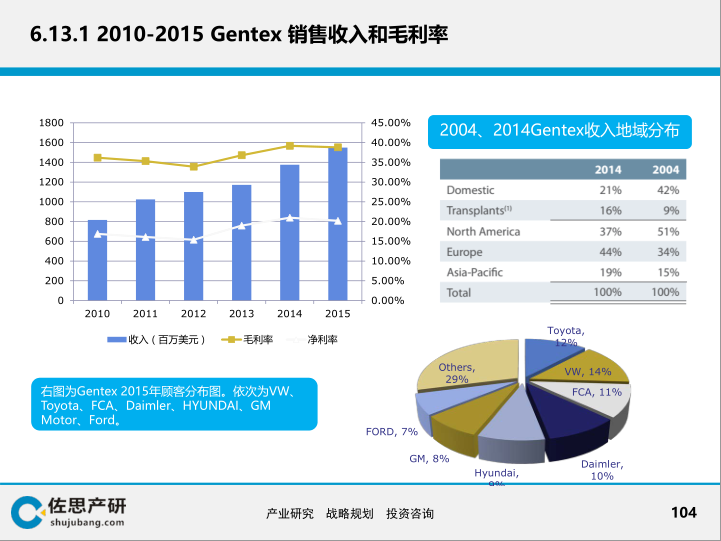 6.13.1 2010-2015 Gentex 销售收入和毛利率
1800
1600
1400
1200
1000
800
600
400
200
0
45.00%
40.00%
35.00%
30.00%
25.00%
20.00%
15.00%
10.00%
5.00%
0.00%
2010 2011 2012 2013 2014 2015
收入（百万美元） 毛利率 净利率
2004、2014Gentex收入地域分布
2014 2004
Domestic 21% 42%
Transplants(1) 16% 9%
North America 37% 51%
Europe 44% 34%
Asia-Pacific 19% 15%
Total 100% 100%
右图为Gentex 2015年顾客分布图。依次为VW、
Toyota、FCA、Daimler、HYUNDAI、GM
Motor、Ford。
Toyota,
12%
VW, 14%
FCA, 11%
Daimler,
10%
Hyundai,
9%
GM, 8%
FORD, 7%
Others,
29%
佐思产研
shujubang.com
产业研究 战略规划 投资咨询
104